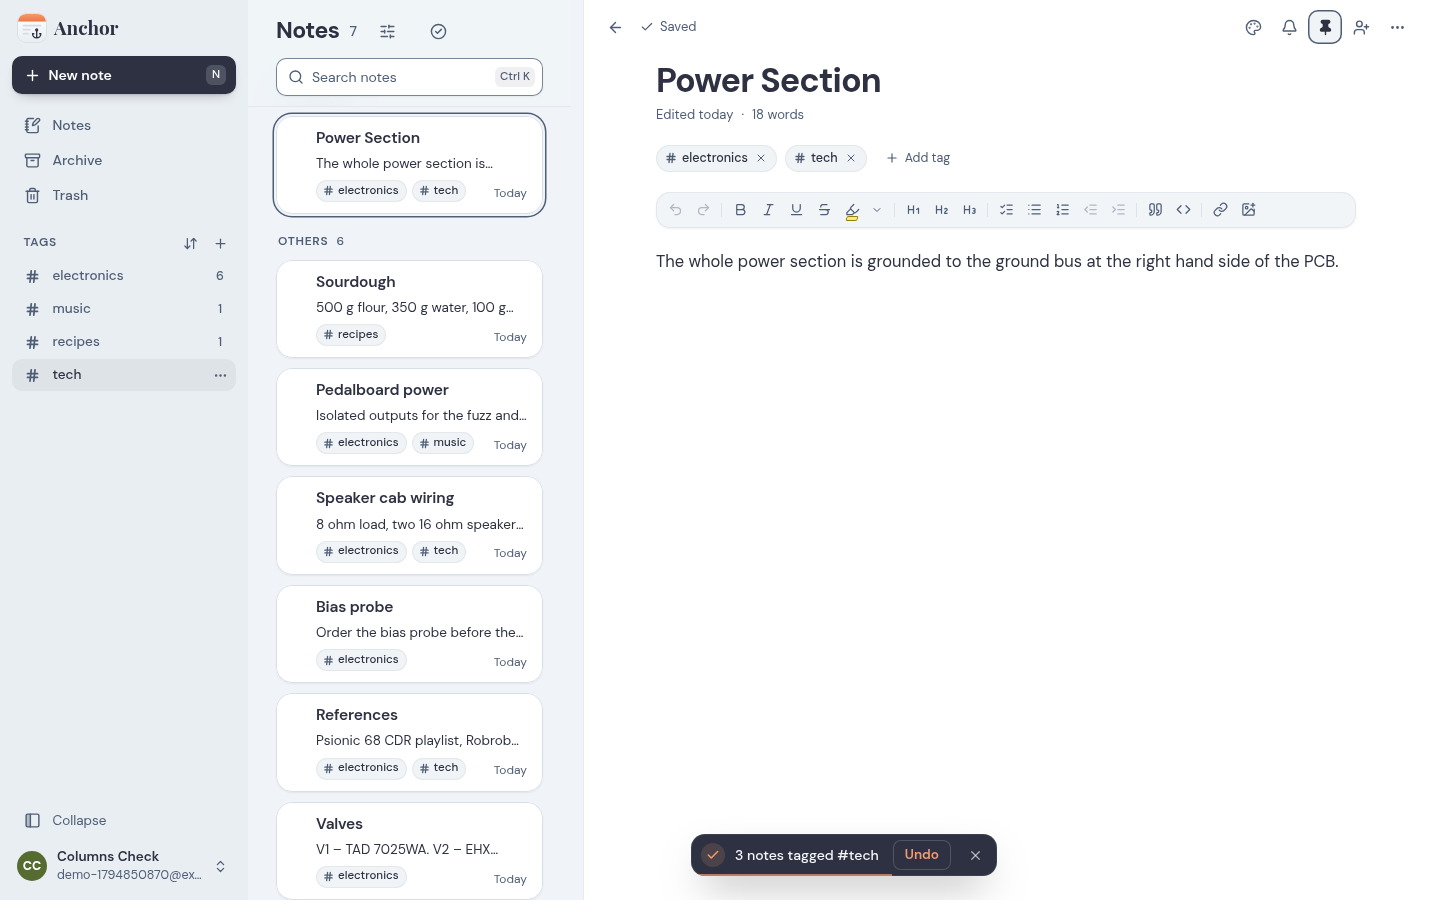 Anchor
New note N
Notes
Archive
Trash
TAGS
# electronics 6
# music 1
# recipes 1
# tech
Collapse
CC
Columns Check
demo-1794850870@ex...
Notes 7
Search notes Ctrl K
Power Section
The whole power section is...
# electronics # tech Today
OTHERS 6
Sourdough
500 g flour, 350 g water, 100 g...
# recipes Today
Pedalboard power
Isolated outputs for the fuzz and...
# electronics # music Today
Speaker cab wiring
8 ohm load, two 16 ohm speaker...
# electronics # tech Today
Bias probe
Order the bias probe before the...
# electronics Today
References
Psionic 68 CDR playlist, Robrob...
# electronics # tech Today
Valves
V1 – TAD 7025WA. V2 – EHX...
# electronics Today
Saved
Power Section
Edited today · 18 words
# electronics × # tech × + Add tag
B I U S H1 H2 H3
The whole power section is grounded to the ground bus at the right hand side of the PCB.
3 notes tagged #tech Undo